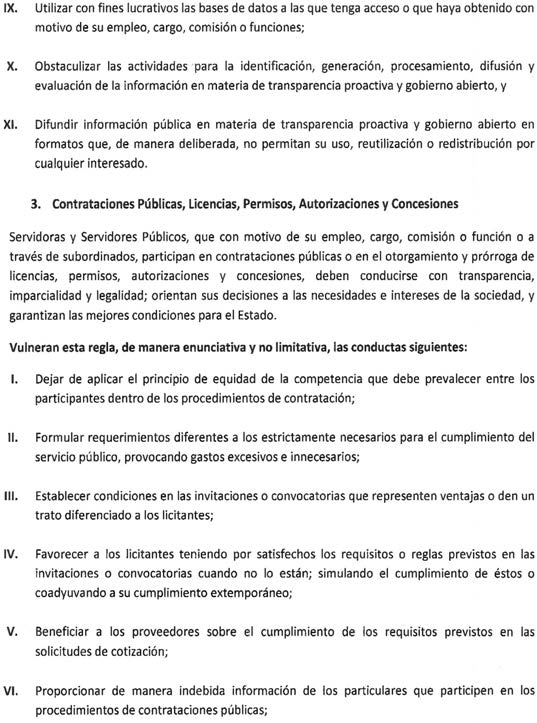 IX. Utilizar con fines lucrativos las bases de datos a las que tenga acceso o que haya obtenido con
motivo de su empleo, cargo, comisión o funciones;
X. Obstaculizar las actividades para la identificación, generación, procesamiento, difusión y
evaluación de la información en materia de transparencia proactiva y gobierno abierto, y
XI. Difundir información pública en materia de transparencia proactiva y gobierno abierto en
formatos que, de manera deliberada, no permitan su uso, reutilización o redistribución por
cualquier interesado.
3. Contrataciones Públicas, Licencias, Permisos, Autorizaciones y Concesiones
Servidoras y Servidores Públicos, que con motivo de su empleo, cargo, comisión o función o a
través de subordinados, participan en contrataciones públicas o en el otorgamiento y prórroga de
licencias, permisos, autorizaciones y concesiones, deben conducirse con transparencia,
imparcialidad y legalidad; orientan sus decisiones a las necesidades e intereses de la sociedad, y
garantizan las mejores condiciones para el Estado.
Vulneran esta regla, de manera enunciativa y no limitativa, las conductas siguientes:
I. Dejar de aplicar el principio de equidad de la competencia que debe prevalecer entre los
participantes dentro de los procedimientos de contratación;
II. Formular requerimientos diferentes a los estrictamente necesarios para el cumplimiento del
servicio público, provocando gastos excesivos e innecesarios;
III. Establecer condiciones en las invitaciones o convocatorias que representen ventajas o den un
trato diferenciado a los licitantes;
IV. Favorecer a los licitantes teniendo por satisfechos los requisitos o reglas previstos en las
invitaciones o convocatorias cuando no lo están; simulando el cumplimiento de éstos o
coadyuvando a su cumplimiento extemporáneo;
V. Beneficiar a los proveedores sobre el cumplimiento de los requisitos previstos en las
solicitudes de cotización;
VI. Proporcionar de manera indebida información de los particulares que participen en los
procedimientos de contrataciones públicas;